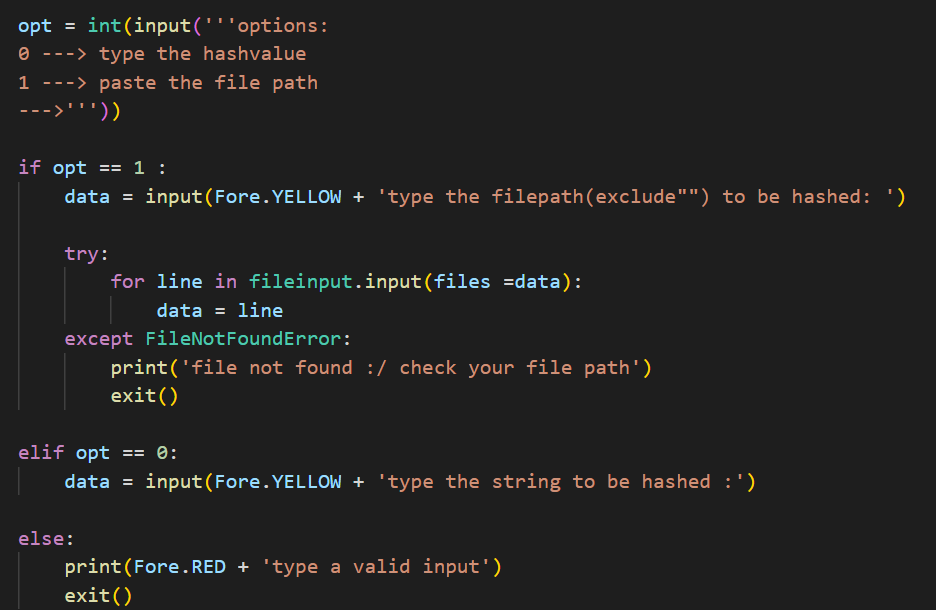 opt = int(input('''options:
0 ---> type the hashvalue
1 ---> paste the file path
--->'''))
if opt == 1 :
data = input(Fore.YELLOW + 'type the filepath(exclude"") to be hashed: ')
try:
for line in fileinput.input(files =data):
data = line
except FileNotFoundError:
print('file not found :/ check your file path')
exit()
elif opt == 0:
data = input(Fore.YELLOW + 'type the string to be hashed :')
else:
print(Fore.RED + 'type a valid input')
exit()